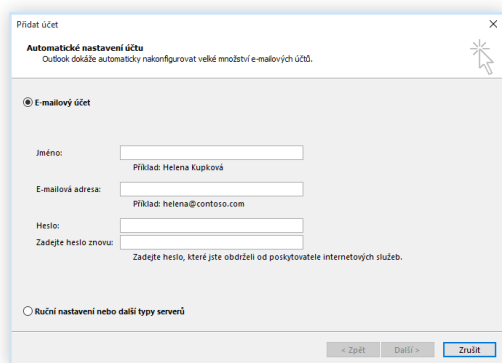 Přidat účet
Automatické nastavení účtu
Outlook dokáže automaticky nakonfigurovat velké množství e-mailových účtů.
E-mailový účet
Jméno:
Příklad: Helena Kupková
E-mailová adresa:
Příklad: helena@contoso.com
Heslo:
Zadejte heslo znovu:
Zadejte heslo, které jste obdrželi od poskytovatele internetových služeb.
Ruční nastavení nebo další typy serverů
< Zpět Další > Zrušit